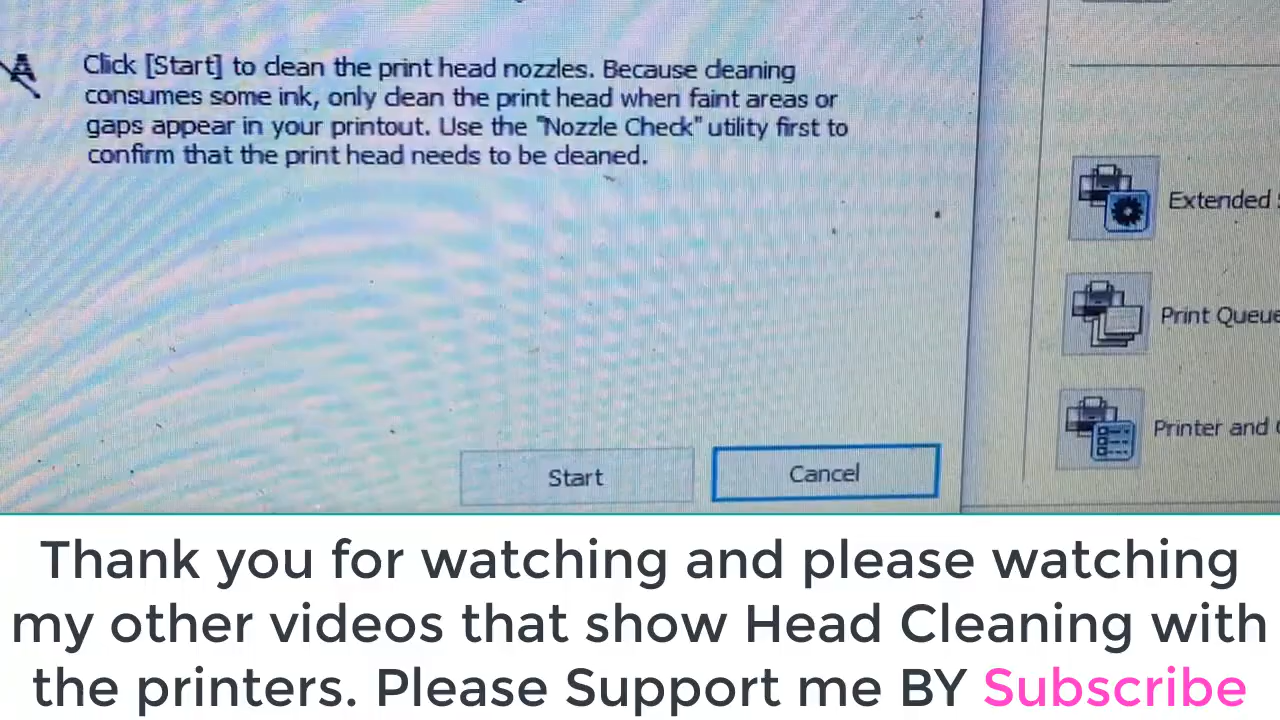 Click [Start] to clean the print head nozzles. Because cleaning
consumes some ink, only clean the print head when faint areas or
gaps appear in your printout. Use the "Nozzle Check" utility first to
confirm that the print head needs to be cleaned.
Extended
Print Queue
Printer and
Start
Cancel
Thank you for watching and please watching
my other videos that show Head Cleaning with
the printers. Please Support me BY Subscribe